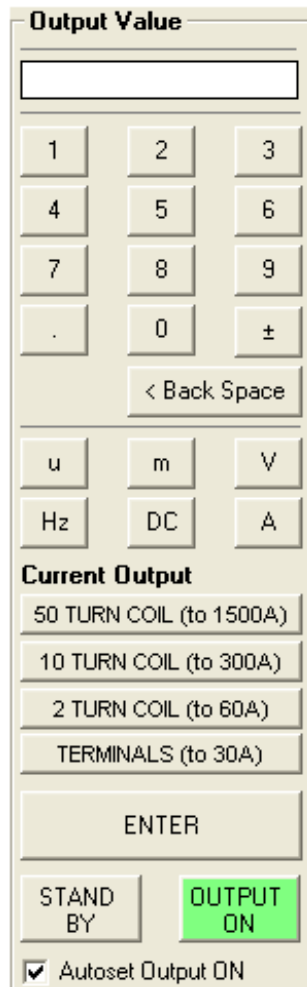 Output Value
1 2 3
4 5 6
7 8 9
. 0 ±
< Back Space
u m V
Hz DC A
Current Output
50 TURN COIL (to 1500A)
10 TURN COIL (to 300A)
2 TURN COIL (to 60A)
TERMINALS (to 30A)
ENTER
STAND BY
OUTPUT ON
Autoset Output ON